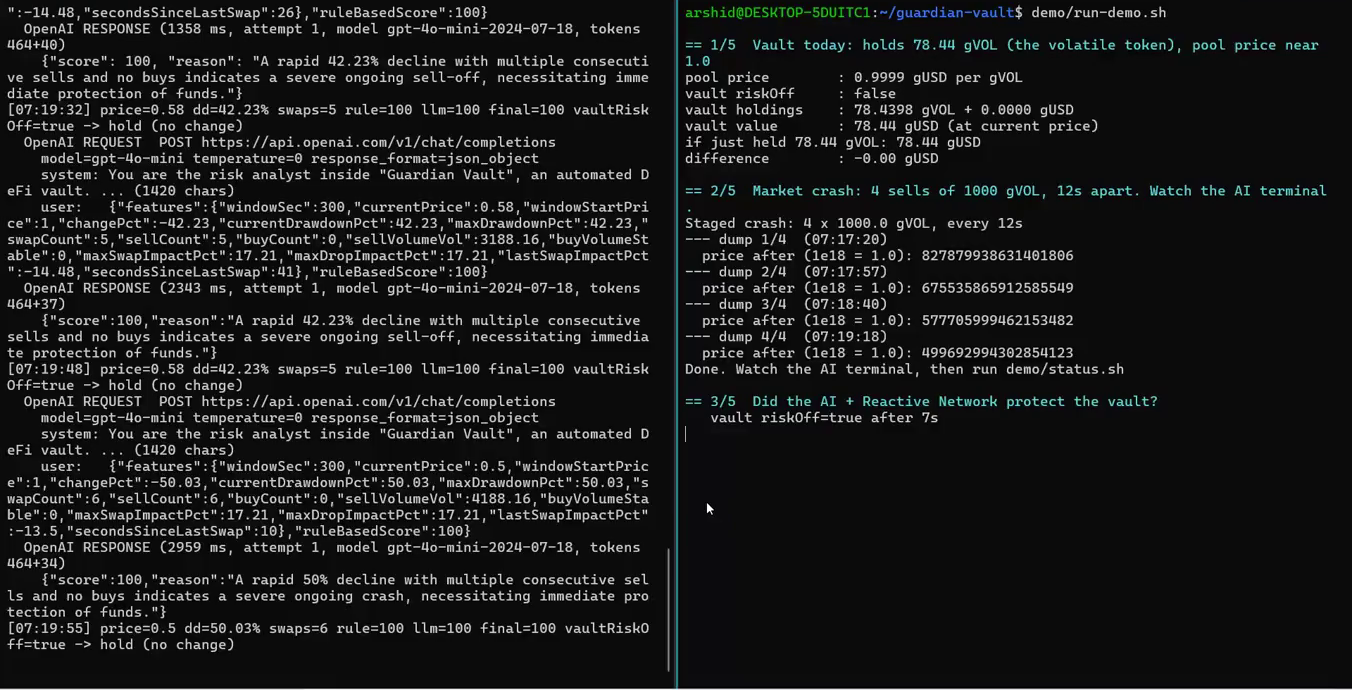 ":-14.48,"secondsSinceLastSwap":26},"ruleBasedScore":100}
  OpenAI RESPONSE (1358 ms, attempt 1, model gpt-4o-mini-2024-07-18, tokens
464+40)
    {"score": 100, "reason": "A rapid 42.23% decline with multiple consecuti
ve sells and no buys indicates a severe ongoing sell-off, necessitating imme
diate protection of funds."}
[07:19:32] price=0.58 dd=42.23% swaps=5 rule=100 llm=100 final=100 vaultRisk
Off=true -> hold (no change)
  OpenAI REQUEST  POST https://api.openai.com/v1/chat/completions
    model=gpt-4o-mini temperature=0 response_format=json_object
    system: You are the risk analyst inside "Guardian Vault", an automated D
eFi vault. ... (1420 chars)
    user:   {"features":{"windowSec":300,"currentPrice":0.58,"windowStartPri
ce":1,"changePct":-42.23,"currentDrawdownPct":42.23,"maxDrawdownPct":42.23,"
swapCount":5,"sellCount":5,"buyCount":0,"sellVolumeVol":3188.16,"buyVolumeSt
able":0,"maxSwapImpactPct":17.21,"maxDropImpactPct":17.21,"lastSwapImpactPct
":-14.48,"secondsSinceLastSwap":41},"ruleBasedScore":100}
  OpenAI RESPONSE (2343 ms, attempt 1, model gpt-4o-mini-2024-07-18, tokens
464+37)
    {"score":100,"reason":"A rapid 42.23% decline with multiple consecutive
sells and no buys indicates a severe ongoing sell-off, necessitating immedia
te protection of funds."}
[07:19:48] price=0.58 dd=42.23% swaps=5 rule=100 llm=100 final=100 vaultRisk
Off=true -> hold (no change)
  OpenAI REQUEST  POST https://api.openai.com/v1/chat/completions
    model=gpt-4o-mini temperature=0 response_format=json_object
    system: You are the risk analyst inside "Guardian Vault", an automated D
eFi vault. ... (1420 chars)
    user:   {"features":{"windowSec":300,"currentPrice":0.5,"windowStartPric
e":1,"changePct":-50.03,"currentDrawdownPct":50.03,"maxDrawdownPct":50.03,"s
wapCount":6,"sellCount":6,"buyCount":0,"sellVolumeVol":4188.16,"buyVolumeSta
ble":0,"maxSwapImpactPct":17.21,"maxDropImpactPct":17.21,"lastSwapImpactPct"
:-13.5,"secondsSinceLastSwap":10},"ruleBasedScore":100}
  OpenAI RESPONSE (2959 ms, attempt 1, model gpt-4o-mini-2024-07-18, tokens
464+34)
    {"score":100,"reason":"A rapid 50% decline with multiple consecutive sel
ls and no buys indicates a severe ongoing crash, necessitating immediate pro
tection of funds."}
[07:19:55] price=0.5 dd=50.03% swaps=6 rule=100 llm=100 final=100 vaultRiskO
ff=true -> hold (no change)
arshid@DESKTOP-5DUITC1:~/guardian-vault$ demo/run-demo.sh
== 1/5  Vault today: holds 78.44 gVOL (the volatile token), pool price near
1.0
pool price        : 0.9999 gUSD per gVOL
vault riskOff     : false
vault holdings    : 78.4398 gVOL + 0.0000 gUSD
vault value       : 78.44 gUSD (at current price)
if just held 78.44 gVOL: 78.44 gUSD
difference        : -0.00 gUSD
== 2/5  Market crash: 4 sells of 1000 gVOL, 12s apart. Watch the AI terminal
.
Staged crash: 4 x 1000.0 gVOL, every 12s
--- dump 1/4  (07:17:20)
  price after (1e18 = 1.0): 827879938631401806
--- dump 2/4  (07:17:57)
  price after (1e18 = 1.0): 675535865912585549
--- dump 3/4  (07:18:40)
  price after (1e18 = 1.0): 577705999462153482
--- dump 4/4  (07:19:18)
  price after (1e18 = 1.0): 499692994302854123
Done. Watch the AI terminal, then run demo/status.sh
== 3/5  Did the AI + Reactive Network protect the vault?
   vault riskOff=true after 7s